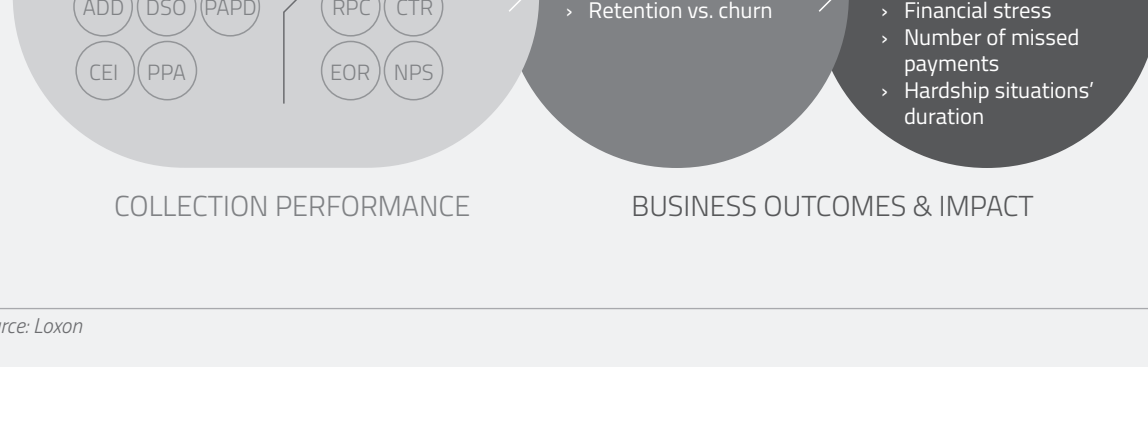 ADD DSO PAPD RPC CTR
CEI PPA EOR NPS
› Retention vs. churn
› Financial stress
› Number of missed
payments
› Hardship situations’
duration
COLLECTION PERFORMANCE
BUSINESS OUTCOMES & IMPACT
rce: Loxon